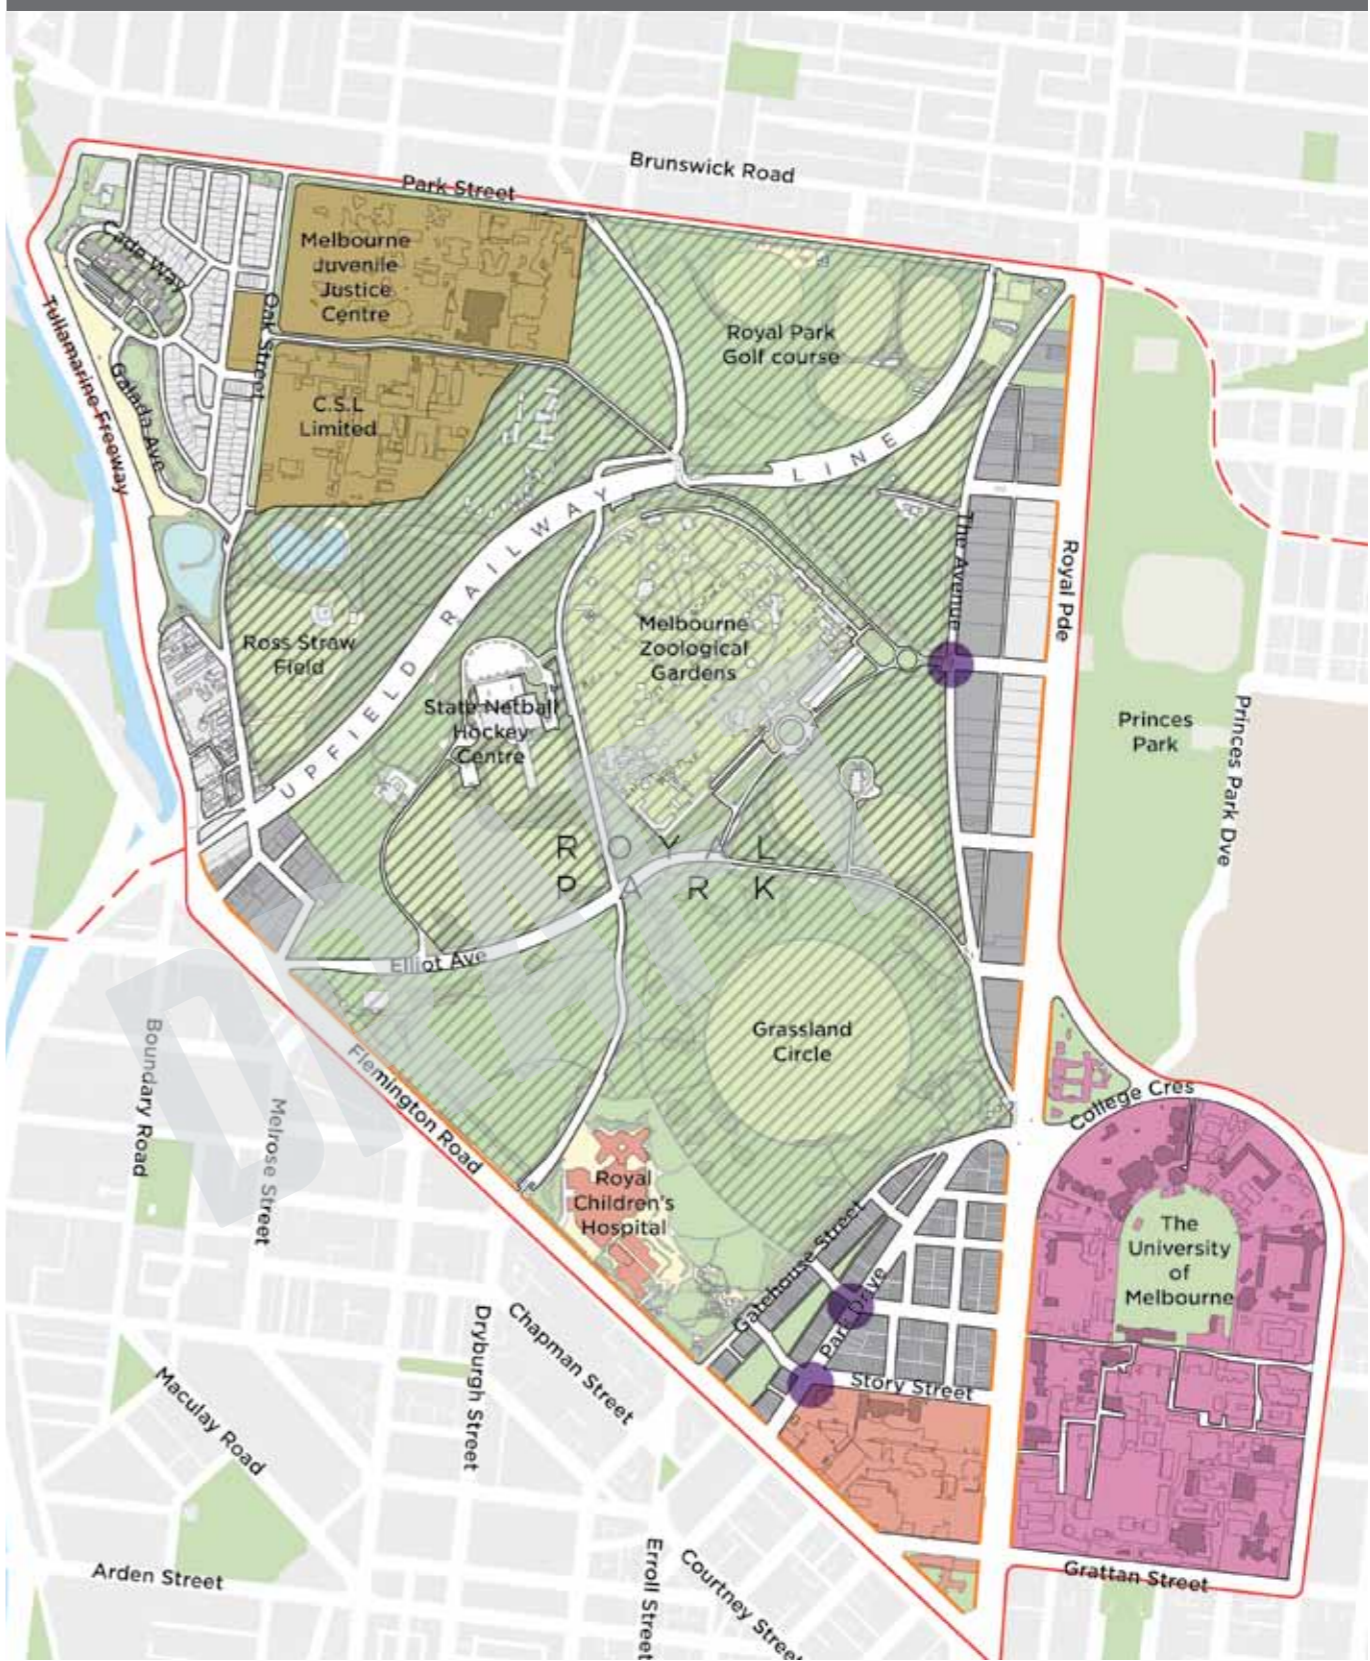 Brunswick Road
Park Street
Melbourne
Juvenile
Justice
Centre
Cade Way
Oak Street
Tullamarine Freeway
Galada Ave
Royal Park
Golf course
C.S.L
Limited
UPFIELD RAILWAY LINE
The Avenue
Royal Pde
Ross Straw
Field
Melbourne
Zoological
Gardens
State Netball
Hockey
Centre
Princes
Park
Princes Park Dve
ROYAL
PARK
Elliot Ave
Grassland
Circle
Boundary Road
Melrose Street
Flemington Road
College Cres
Royal
Children's
Hospital
Gatehouse Street
Park Drive
The
University
of
Melbourne
Story Street
Dryburgh Street
Chapman Street
Maculay Road
Arden Street
Erroll Street
Courtney Street
Grattan Street
DRAFT